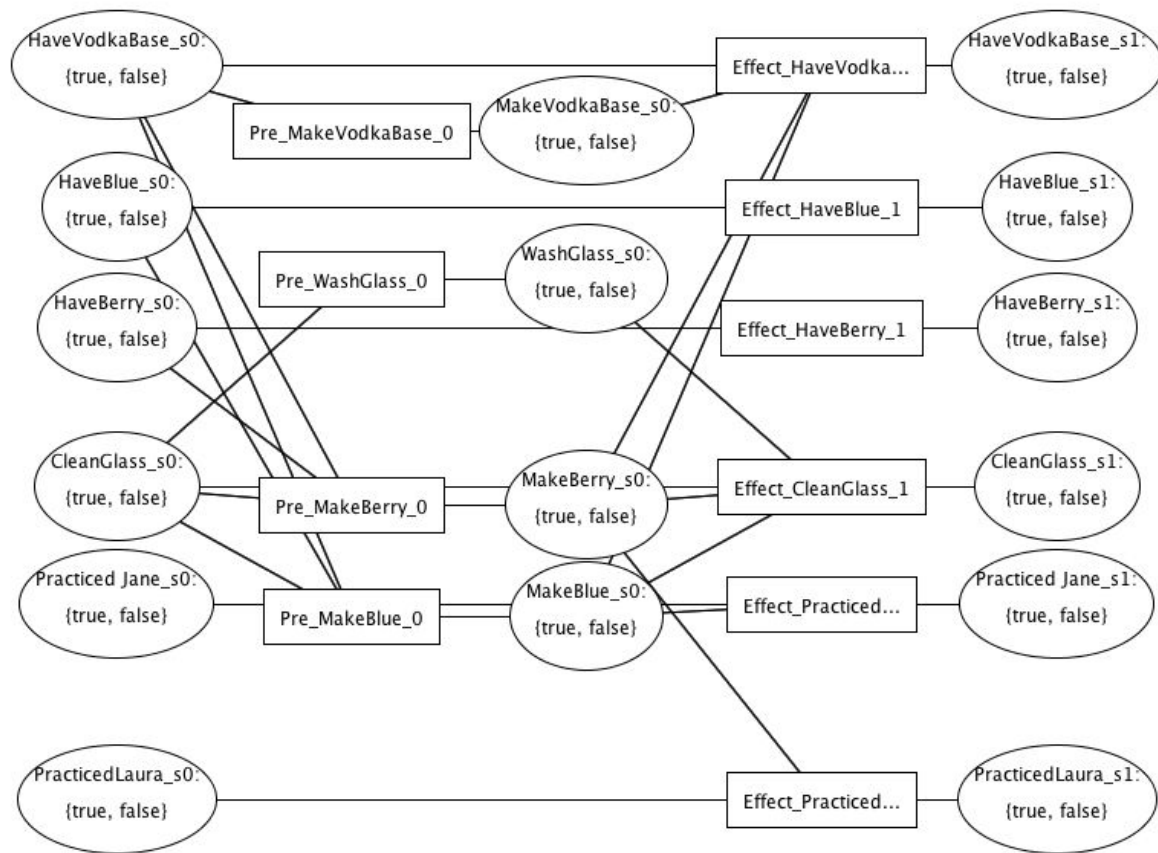 HaveVodkaBase_s0:
{true, false}
Effect_HaveVodka...
HaveVodkaBase_s1:
{true, false}
Pre_MakeVodkaBase_0
MakeVodkaBase_s0:
{true, false}
HaveBlue_s0:
{true, false}
Effect_HaveBlue_1
HaveBlue_s1:
{true, false}
Pre_WashGlass_0
WashGlass_s0:
{true, false}
HaveBerry_s0:
{true, false}
Effect_HaveBerry_1
HaveBerry_s1:
{true, false}
CleanGlass_s0:
{true, false}
Pre_MakeBerry_0
MakeBerry_s0:
{true, false}
Effect_CleanGlass_1
CleanGlass_s1:
{true, false}
Practiced Jane_s0:
{true, false}
Pre_MakeBlue_0
MakeBlue_s0:
{true, false}
Effect_Practiced...
Practiced Jane_s1:
{true, false}
PracticedLaura_s0:
{true, false}
Effect_Practiced...
PracticedLaura_s1:
{true, false}